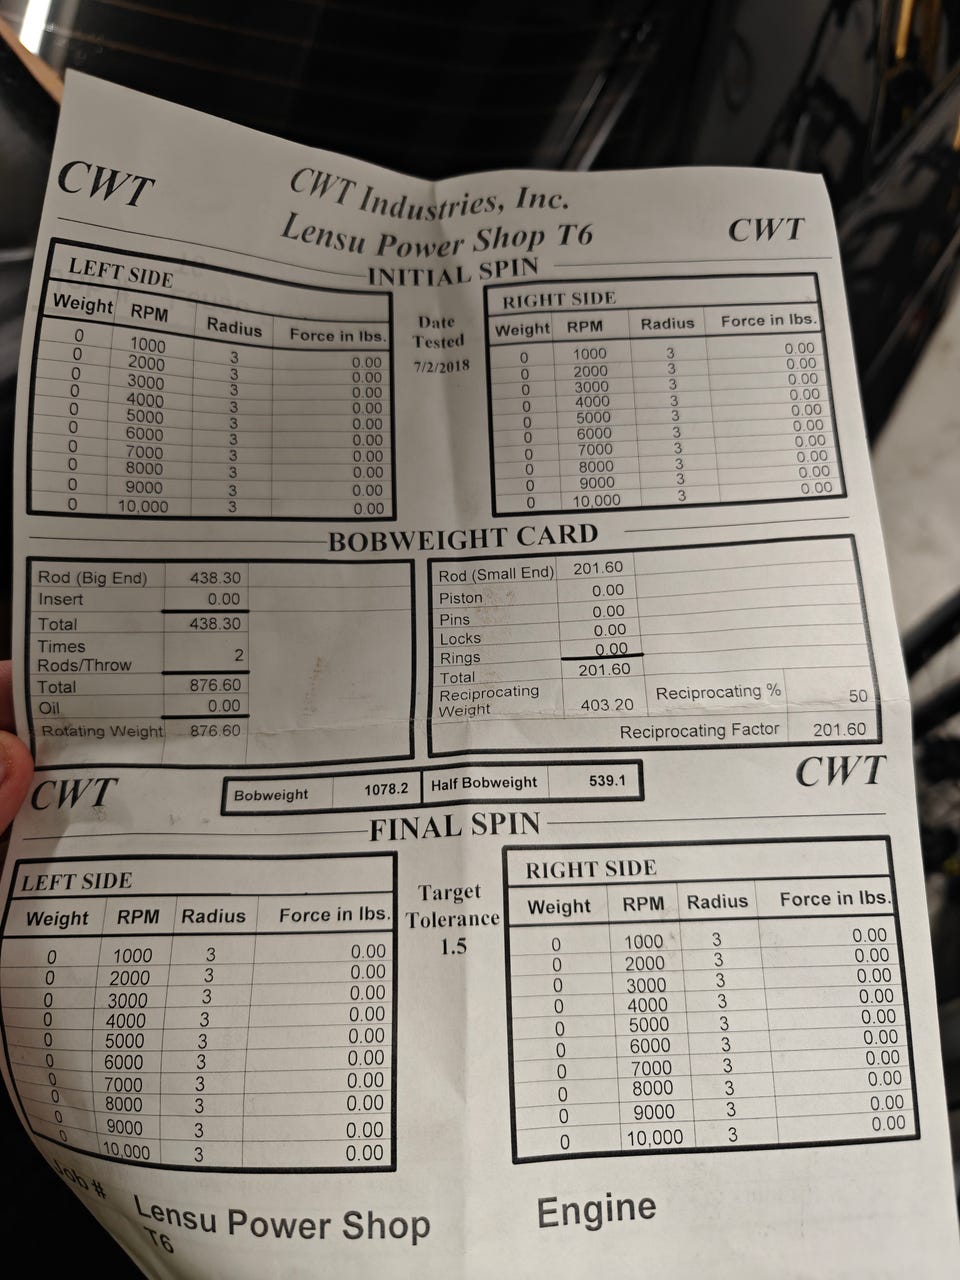 CWT
CWT Industries, Inc.
Lensu Power Shop T6
CWT
INITIAL SPIN
LEFT SIDE
Weight RPM Radius Force in lbs.
0 1000 3 0.00
0 2000 3 0.00
0 3000 3 0.00
0 4000 3 0.00
0 5000 3 0.00
0 6000 3 0.00
0 7000 3 0.00
0 8000 3 0.00
0 9000 3 0.00
0 10,000 3 0.00
Date
Tested
7/2/2018
RIGHT SIDE
Weight RPM Radius Force in lbs.
0 1000 3 0.00
0 2000 3 0.00
0 3000 3 0.00
0 4000 3 0.00
0 5000 3 0.00
0 6000 3 0.00
0 7000 3 0.00
0 8000 3 0.00
0 9000 3 0.00
0 10,000 3 0.00
BOBWEIGHT CARD
Rod (Big End) 438.30
Insert 0.00
Total 438.30
Times
Rods/Throw 2
Total 876.60
Oil 0.00
Rotating Weight 876.60
Rod (Small End) 201.60
Piston 0.00
Pins 0.00
Locks 0.00
Rings 0.00
Total 201.60
Reciprocating
Weight 403.20 Reciprocating % 50
Reciprocating Factor 201.60
CWT
Bobweight 1078.2 Half Bobweight 539.1
CWT
FINAL SPIN
LEFT SIDE
Weight RPM Radius Force in lbs.
0 1000 3 0.00
0 2000 3 0.00
0 3000 3 0.00
0 4000 3 0.00
0 5000 3 0.00
0 6000 3 0.00
0 7000 3 0.00
0 8000 3 0.00
0 9000 3 0.00
0 10,000 3 0.00
Target
Tolerance
1.5
RIGHT SIDE
Weight RPM Radius Force in lbs.
0 1000 3 0.00
0 2000 3 0.00
0 3000 3 0.00
0 4000 3 0.00
0 5000 3 0.00
0 6000 3 0.00
0 7000 3 0.00
0 8000 3 0.00
0 9000 3 0.00
0 10,000 3 0.00
Job # Lensu Power Shop Engine
T6